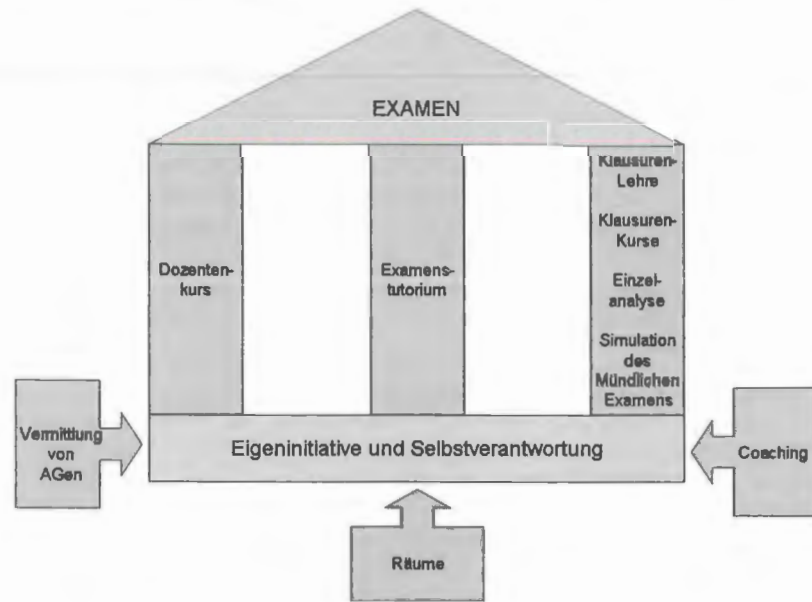 EXAMEN
Klausuren-
Lehre
Klausuren-
Kurse
Dozenten-
kurs
Examens-
tutorium
Einzel-
analyse
Simulation
des
Mündlichen
Examens
Vermittlung
von
AGen
Eigeninitiative und Selbstverantwortung
Coaching
Räume